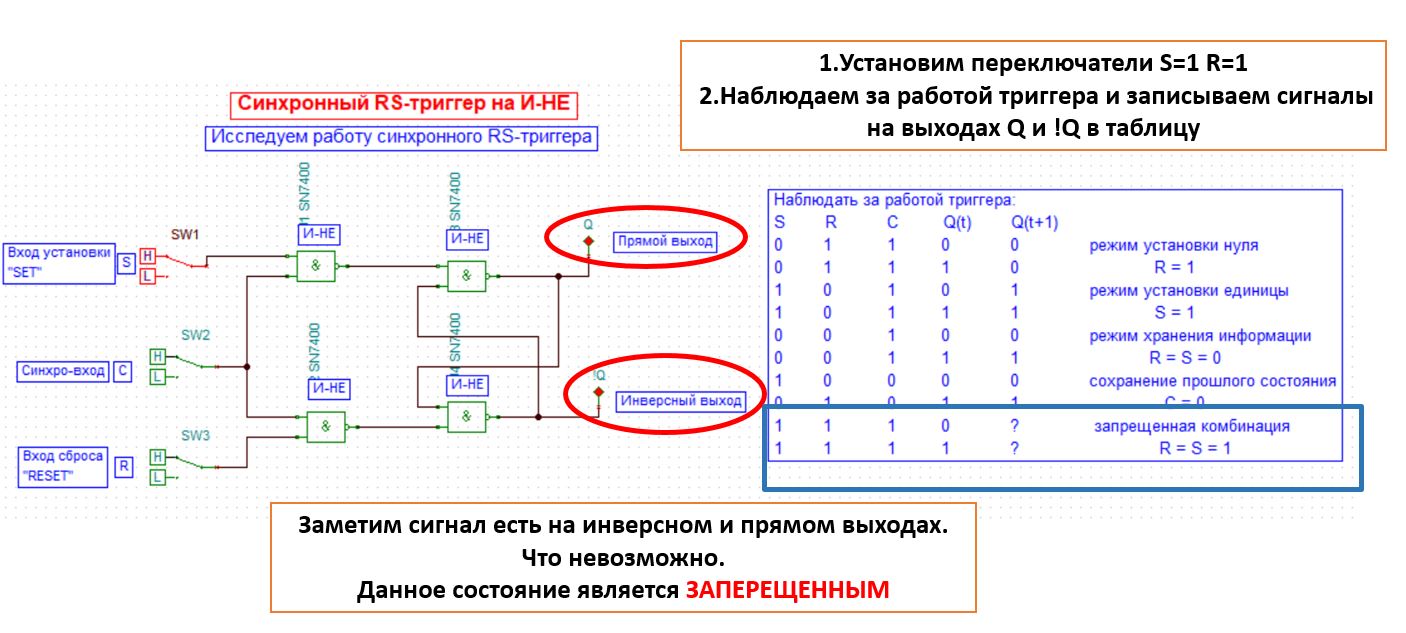 1.Установим переключатели S=1 R=1
2.Наблюдаем за работой триггера и записываем сигналы
на выходах Q и !Q в таблицу
Синхронный RS-триггер на И-НЕ
Исследуем работу синхронного RS-триггера
1 SN7400
SN7400
И-НЕ
И-НЕ
Q
Прямой выход
SW1
Вход установки
"SET"
S
H
L
&
&
SW2
Синхро-вход
C
H
L
SN7400
SN7400
И-НЕ
И-НЕ
!Q
Инверсный выход
&
&
SW3
Вход сброса
"RESET"
R
H
L
Наблюдать за работой триггера:
S R C Q(t) Q(t+1)
0 1 1 0 0 режим установки нуля
0 1 1 1 0 R = 1
1 0 1 0 1 режим установки единицы
1 0 1 1 1 S = 1
0 0 1 0 0 режим хранения информации
0 0 1 1 1 R = S = 0
1 0 0 0 0 сохранение прошлого состояния
0 1 0 1 1 C = 0
1 1 1 0 ? запрещенная комбинация
1 1 1 1 ? R = S = 1
Заметим сигнал есть на инверсном и прямом выходах.
Что невозможно.
Данное состояние является ЗАПЕРЕЩЕННЫМ